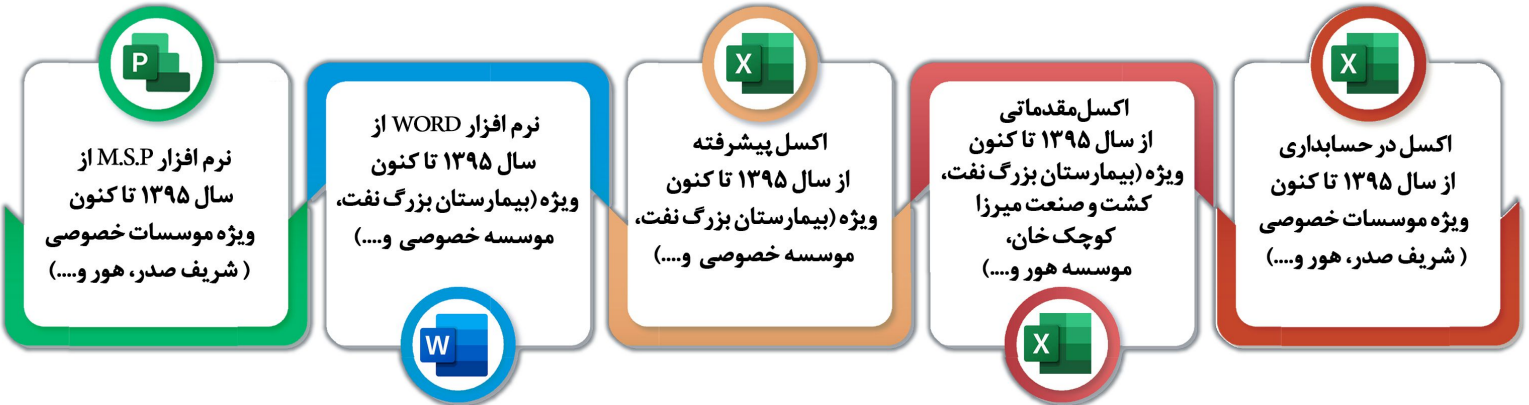 اکسل در حسابداری
از سال ۱۳۹۵ تا کنون
ویژه موسسات خصوصی
( شریف صدر، هور و....)
اکسل‌مقدماتی
از سال ۱۳۹۵ تا کنون
ویژه (بیمارستان بزرگ نفت،
کشت و صنعت میرزا
کوچک خان،
موسسه هور و....)
اکسل پیشرفته
از سال ۱۳۹۵ تا کنون
ویژه (بیمارستان بزرگ نفت،
موسسه خصوصی و....)
نرم افزار WORD از
سال ۱۳۹۵ تا کنون
ویژه (بیمارستان بزرگ نفت،
موسسه خصوصی و....)
نرم افزار M.S.P از
سال ۱۳۹۵ تا کنون
ویژه موسسات خصوصی
( شریف صدر، هور و....)
X
X
X
W
P